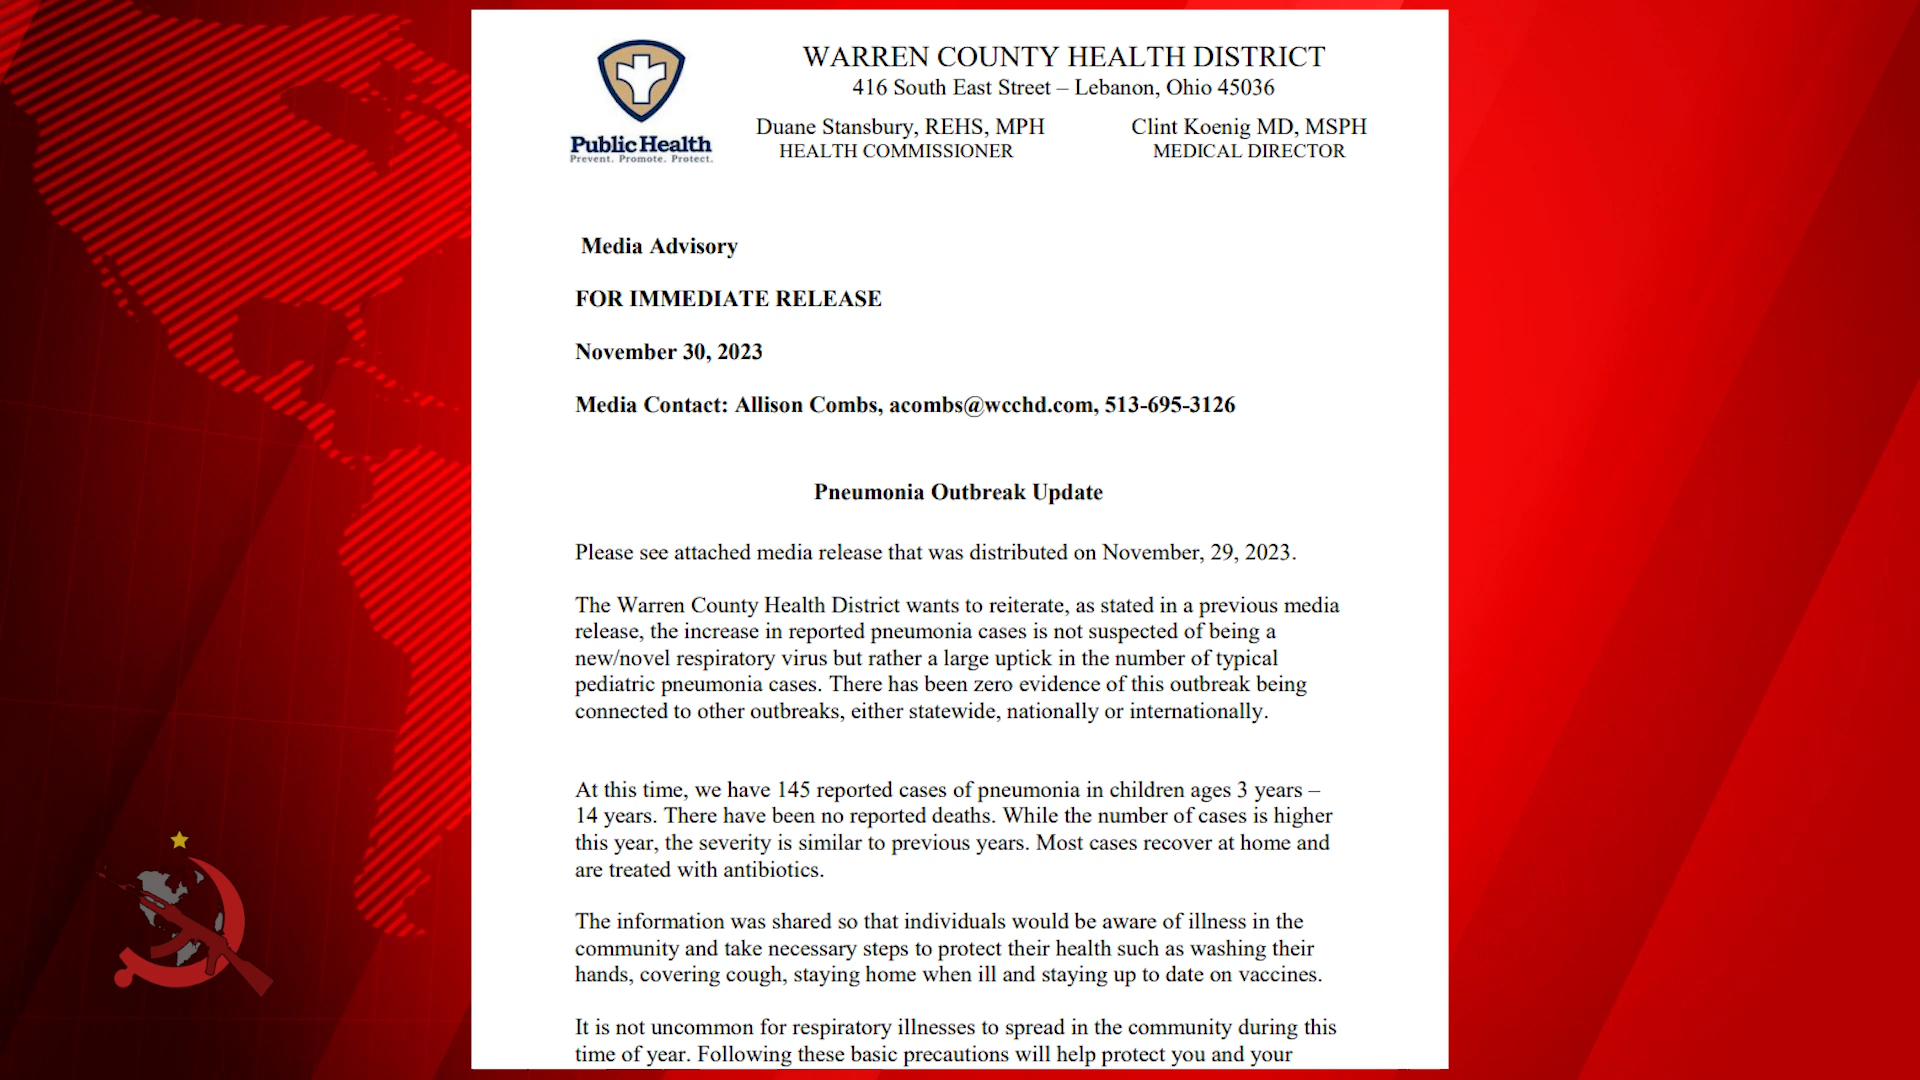 WARREN COUNTY HEALTH DISTRICT
416 South East Street – Lebanon, Ohio 45036
Duane Stansbury, REHS, MPH
HEALTH COMMISSIONER
Clint Koenig MD, MSPH
MEDICAL DIRECTOR
Public Health
Prevent. Promote. Protect.
Media Advisory
FOR IMMEDIATE RELEASE
November 30, 2023
Media Contact: Allison Combs, acombs@wcchd.com, 513-695-3126
Pneumonia Outbreak Update
Please see attached media release that was distributed on November, 29, 2023.
The Warren County Health District wants to reiterate, as stated in a previous media
release, the increase in reported pneumonia cases is not suspected of being a
new/novel respiratory virus but rather a large uptick in the number of typical
pediatric pneumonia cases. There has been zero evidence of this outbreak being
connected to other outbreaks, either statewide, nationally or internationally.
At this time, we have 145 reported cases of pneumonia in children ages 3 years –
14 years. There have been no reported deaths. While the number of cases is higher
this year, the severity is similar to previous years. Most cases recover at home and
are treated with antibiotics.
The information was shared so that individuals would be aware of illness in the
community and take necessary steps to protect their health such as washing their
hands, covering cough, staying home when ill and staying up to date on vaccines.
It is not uncommon for respiratory illnesses to spread in the community during this
time of year. Following these basic precautions will help protect you and your